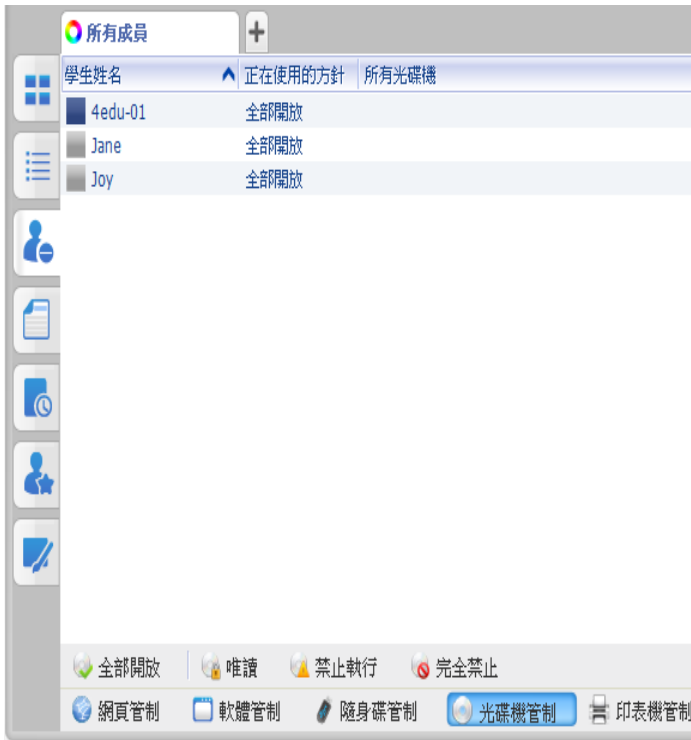 所有成員
學生姓名 正在使用的方針 所有光碟機
4edu-01 全部開放
Jane 全部開放
Joy 全部開放
全部開放 唯讀 禁止執行 完全禁止
網頁管制 軟體管制 隨身碟管制 光碟機管制 印表機管制